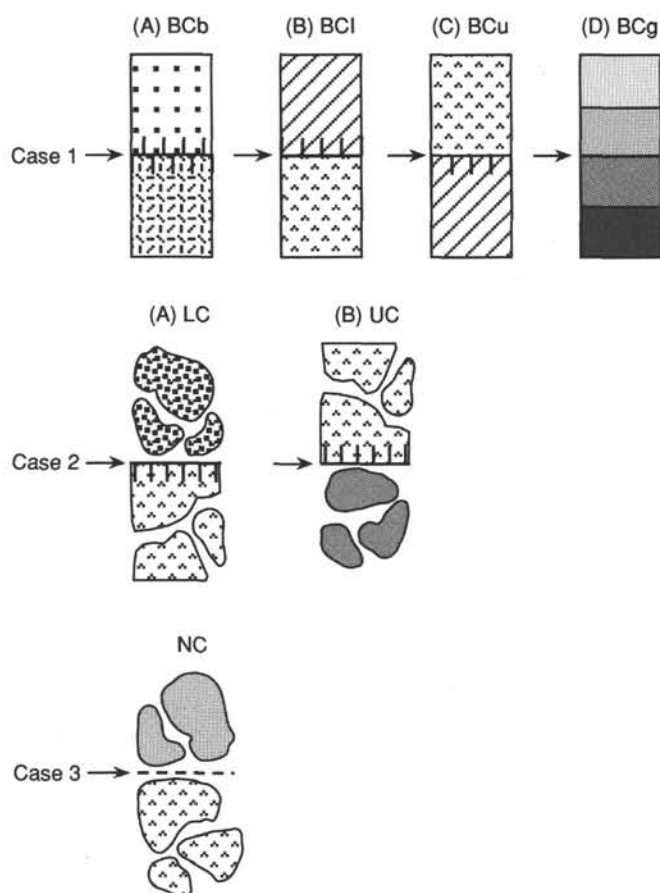 (A) BCb
(B) BCl
(C) BCu
(D) BCg
Case 1
(A) LC
(B) UC
Case 2
NC
Case 3